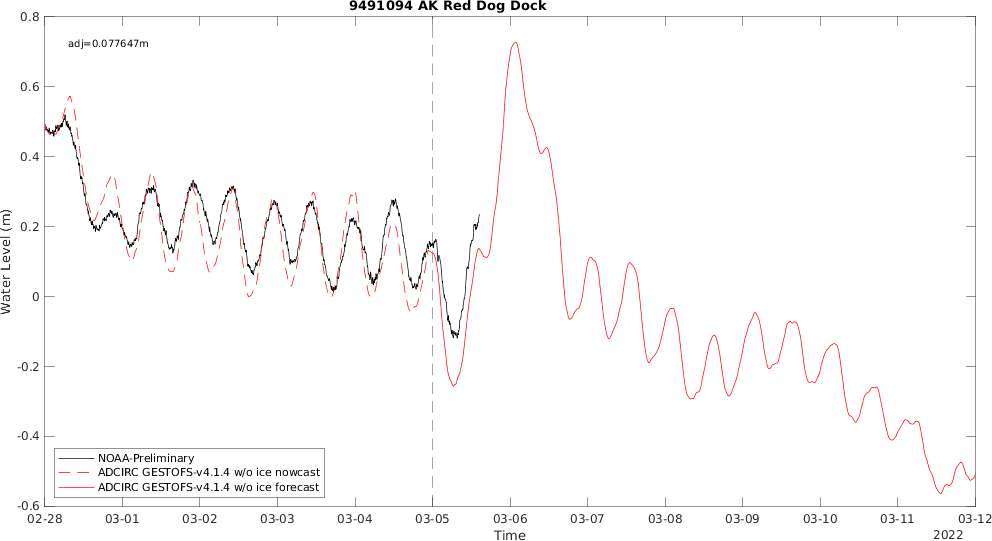 9491094 AK Red Dog Dock
adj=0.077647m
0.8
0.6
0.4
0.2
0
-0.2
-0.4
-0.6
Water Level (m)
NOAA-Preliminary
ADCIRC GESTOFS-v4.1.4 w/o ice nowcast
ADCIRC GESTOFS-v4.1.4 w/o ice forecast
02-28 03-01 03-02 03-03 03-04 03-05 03-06 03-07 03-08 03-09 03-10 03-11 03-12
Time
2022